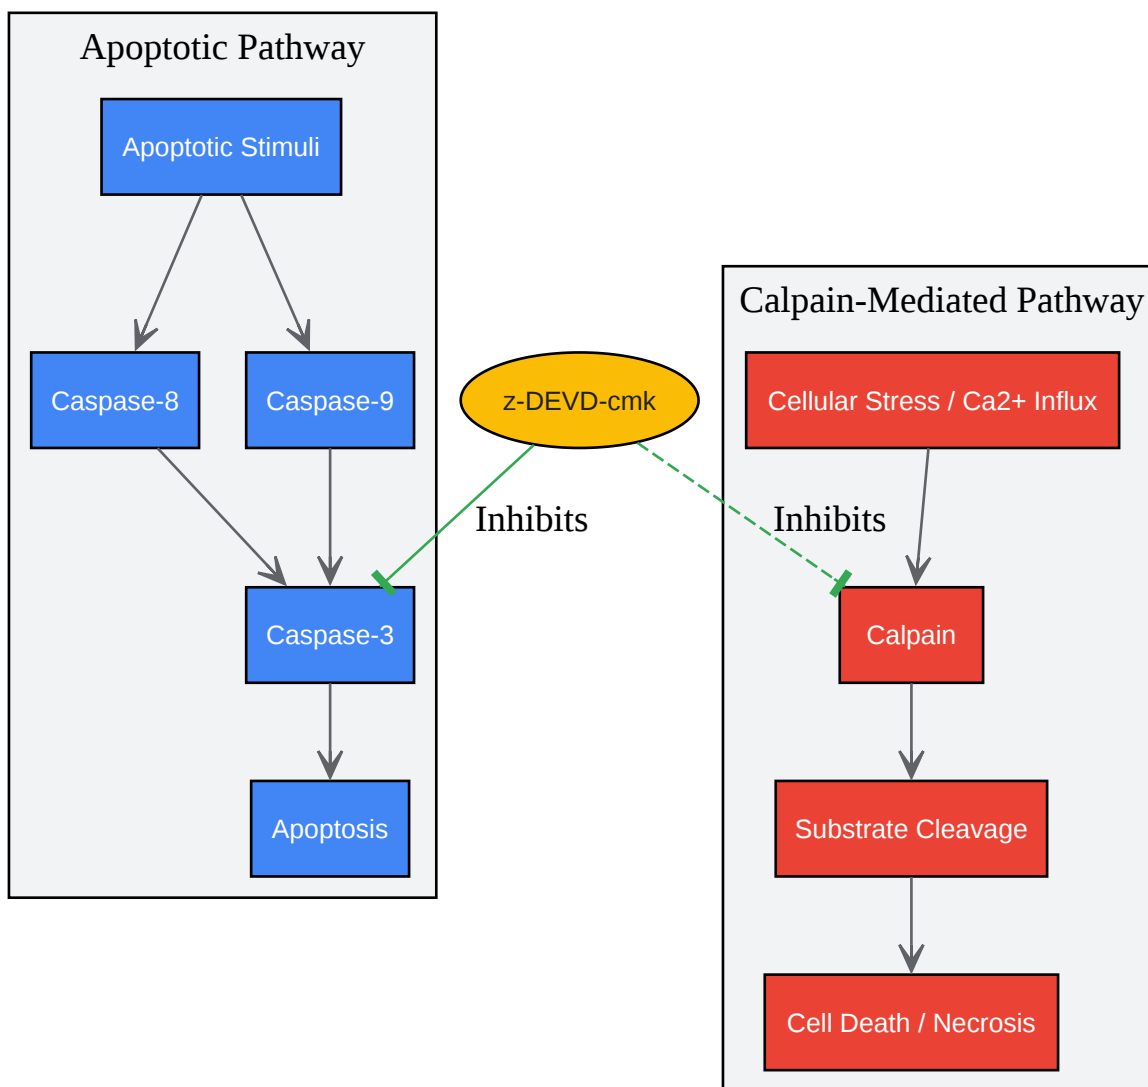 Apoptotic Pathway
Apoptotic Stimuli
Caspase-8
Caspase-9
Caspase-3
Apoptosis
z-DEVD-cmk
Inhibits
Inhibits
Calpain-Mediated Pathway
Cellular Stress / Ca2+ Influx
Calpain
Substrate Cleavage
Cell Death / Necrosis